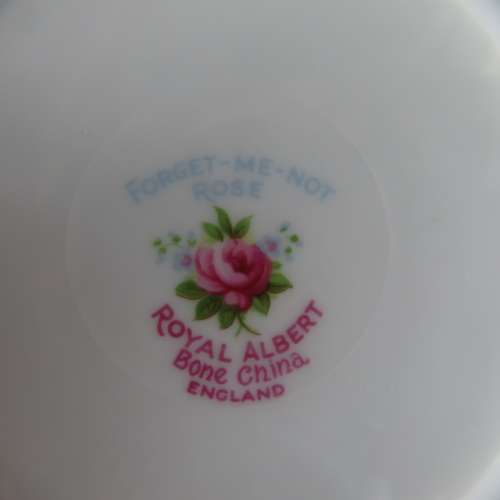 FORGET-ME-NOT
ROSE
ROYAL ALBERT
Bone China
ENGLAND